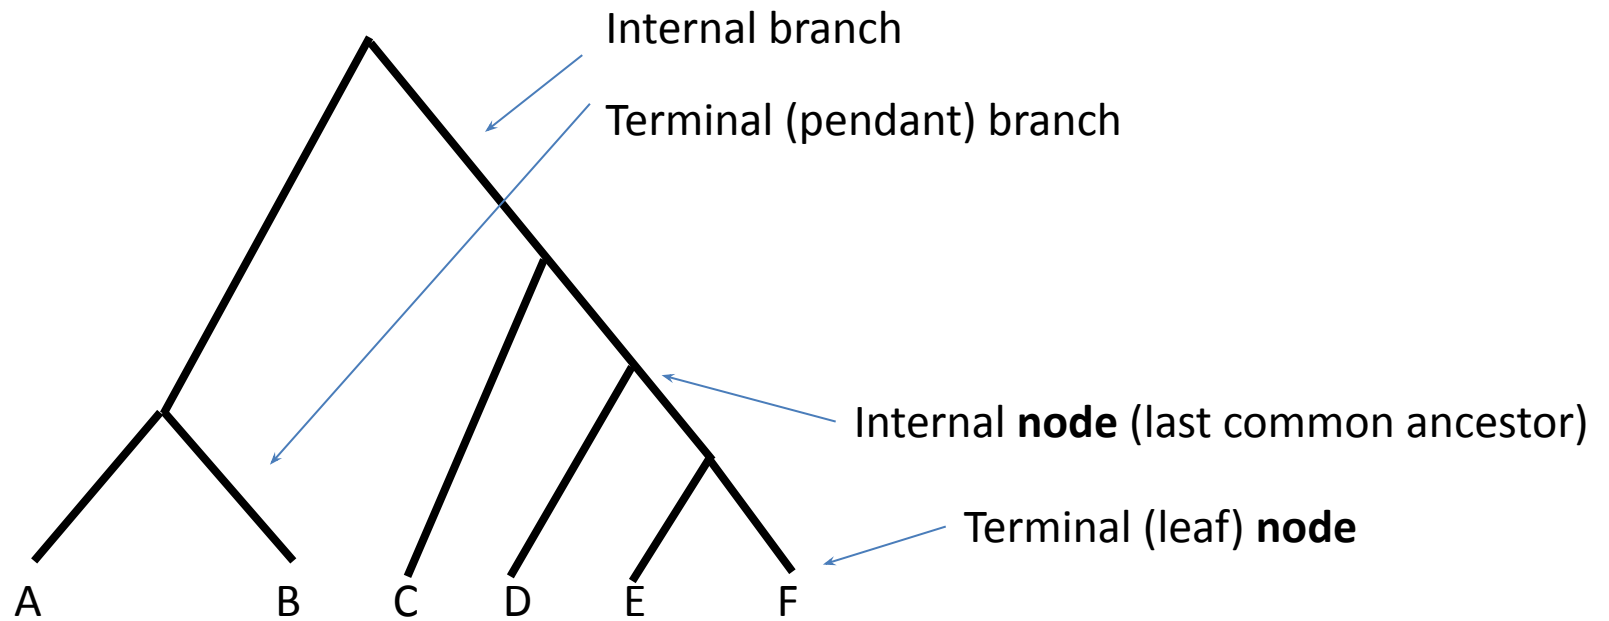 Internal branch
Terminal (pendant) branch
Internal node (last common ancestor)
Terminal (leaf) node
A B C D E F